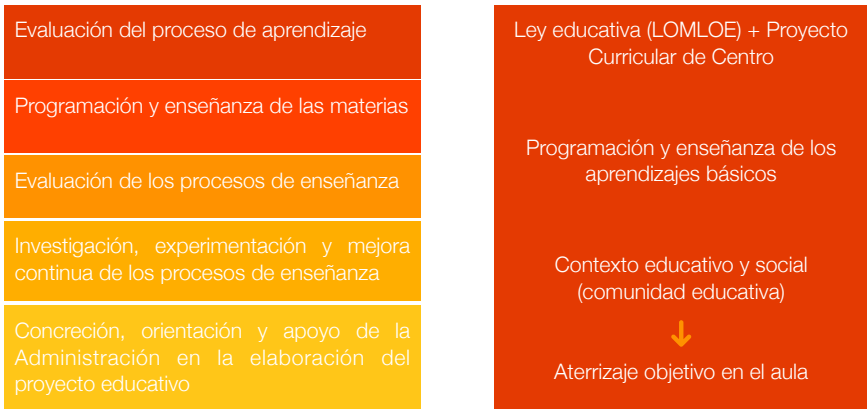 Evaluación del proceso de aprendizaje
Programación y enseñanza de las materias
Evaluación de los procesos de enseñanza
Investigación, experimentación y mejora
continua de los procesos de enseñanza
Concreción, orientación y apoyo de la
Administración en la elaboración del
proyecto educativo
Ley educativa (LOMLOE) + Proyecto
Curricular de Centro
Programación y enseñanza de los
aprendizajes básicos
Contexto educativo y social
(comunidad educativa)
Aterrizaje objetivo en el aula